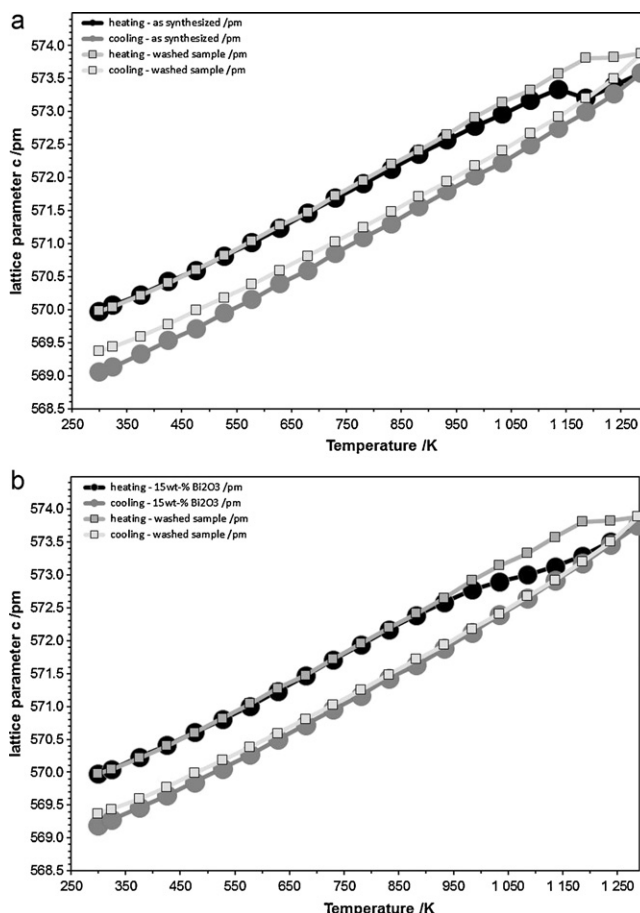 a
heating - as synthesized /pm
cooling - as synthesized /pm
heating - washed sample /pm
cooling - washed sample /pm
574.0
573.5
573.0
572.5
572.0
571.5
571.0
570.5
570.0
569.5
569.0
568.5
lattice parameter c /pm
250 350 450 550 650 750 850 950 1 050 1 150 1 250
Temperature /K
b
heating - 15wt-% Bi2O3 /pm
cooling - 15wt-% Bi2O3 /pm
heating - washed sample /pm
cooling - washed sample /pm
574.0
573.5
573.0
572.5
572.0
571.5
571.0
570.5
570.0
569.5
569.0
568.5
lattice parameter c /pm
250 350 450 550 650 750 850 950 1 050 1 150 1 250
Temperature /K